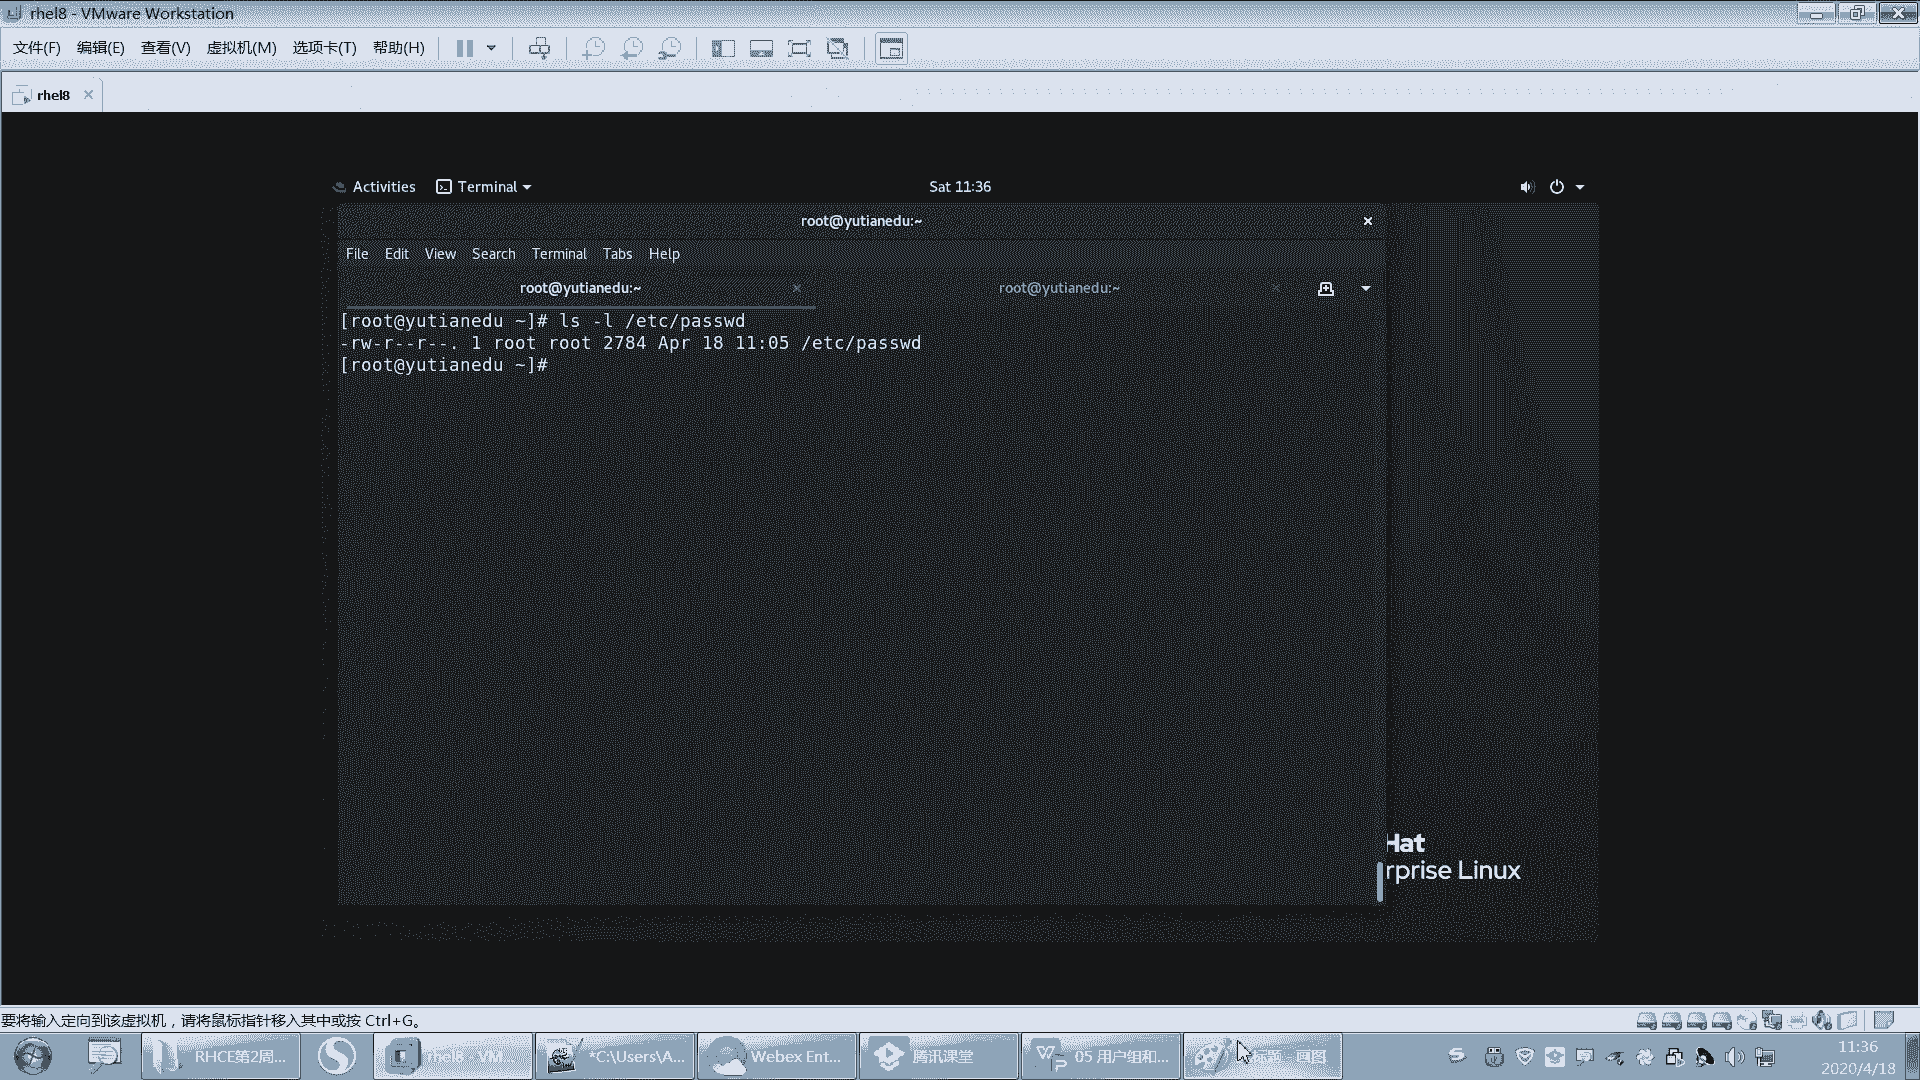 rhel8 - VMware Workstation
文件(F) 编辑(E) 查看(V) 虚拟机(M) 选项卡(T) 帮助(H)
rhel8
Activities Terminal Sat 11:36
root@yutianedu:~
File Edit View Search Terminal Tabs Help
root@yutianedu:~ root@yutianedu:~
[root@yutianedu ~]# ls -l /etc/passwd
-rw-r--r--. 1 root root 2784 Apr 18 11:05 /etc/passwd
[root@yutianedu ~]#
Hat
rprise Linux
要将输入定向到该虚拟机，请将鼠标指针移入其中或按 Ctrl+G。
RHCE第2周... rhel8 - VM... *C:\Users\A... Webex Ent... 腾讯课堂 05 用户组和... 标题 - 画图
11:36
2020/4/18